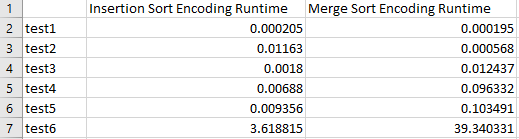 1 Insertion Sort Encoding Runtime Merge Sort Encoding Runtime
2 test1 0.000205 0.000195
3 test2 0.01163 0.000568
4 test3 0.0018 0.012437
5 test4 0.00688 0.096332
6 test5 0.009356 0.103491
7 test6 3.618815 39.340331